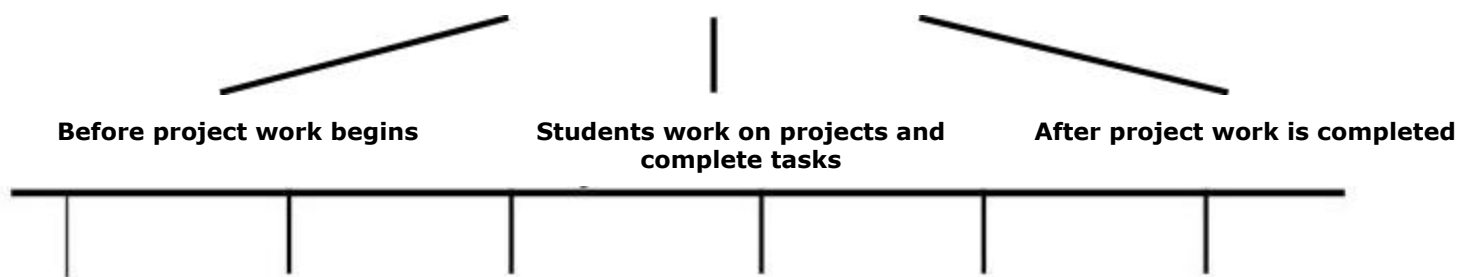 Before project work begins
Students work on projects and
complete tasks
After project work is completed